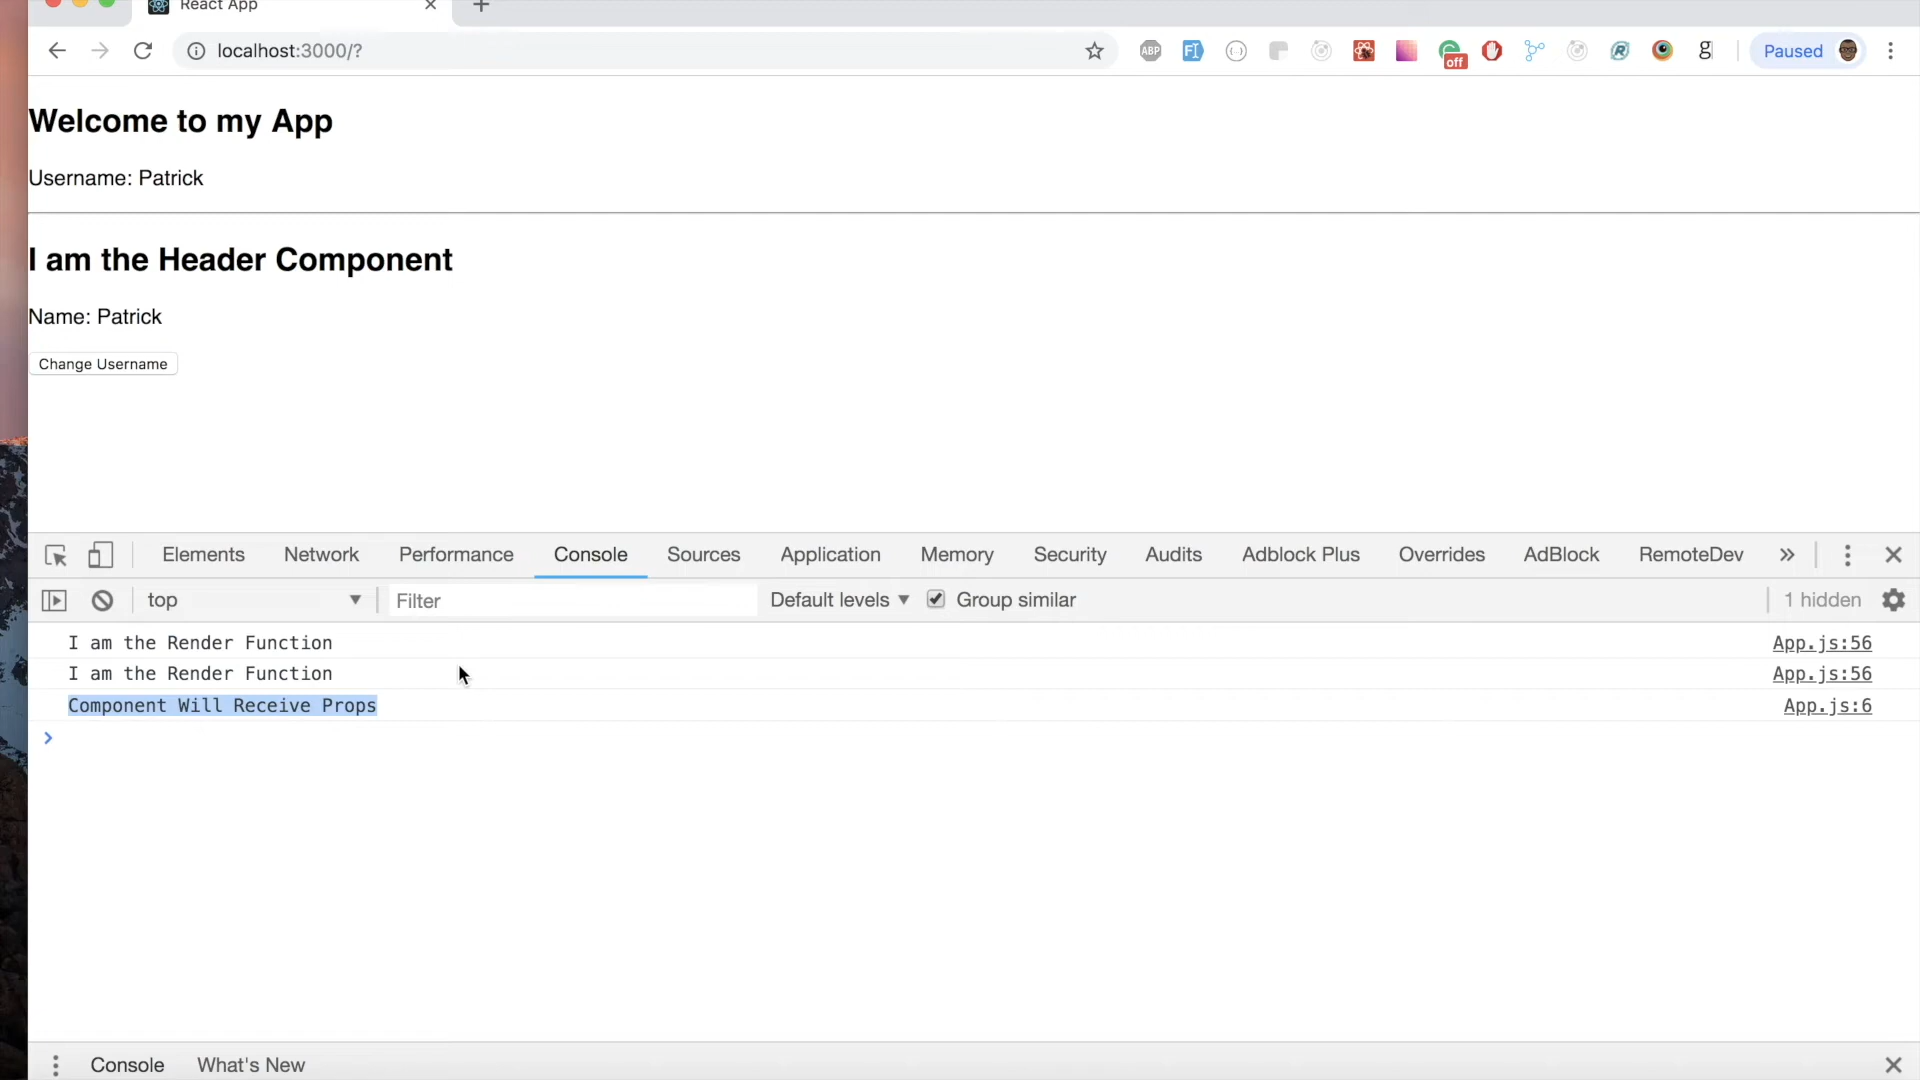 React App
localhost:3000/?
ABP
off
g
Paused
Welcome to my App
Username: Patrick
I am the Header Component
Name: Patrick
Change Username
Elements Network Performance Console Sources Application Memory Security Audits Adblock Plus Overrides AdBlock RemoteDev
top Filter Default levels Group similar 1 hidden
I am the Render Function App.js:56
I am the Render Function App.js:56
Component Will Receive Props App.js:6
Console What's New